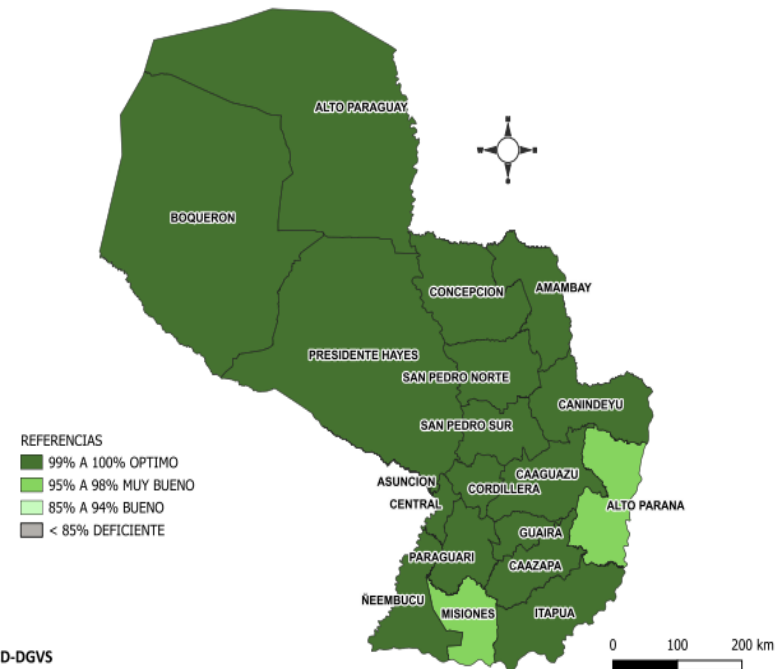 ALTO PARAGUAY
BOQUERON
CONCEPCION
AMAMBAY
PRESIDENTE HAYES
SAN PEDRO NORTE
CANINDEYU
SAN PEDRO SUR
REFERENCIAS
99% A 100% OPTIMO
95% A 98% MUY BUENO
85% A 94% BUENO
< 85% DEFICIENTE
ASUNCION
CAAGUAZU
CORDILLERA
CENTRAL
ALTO PARANA
GUAIRA
PARAGUARI
CAAZAPA
ÑEEMBUCU
MISIONES
ITAPUA
D-DGVS
0 100 200 km